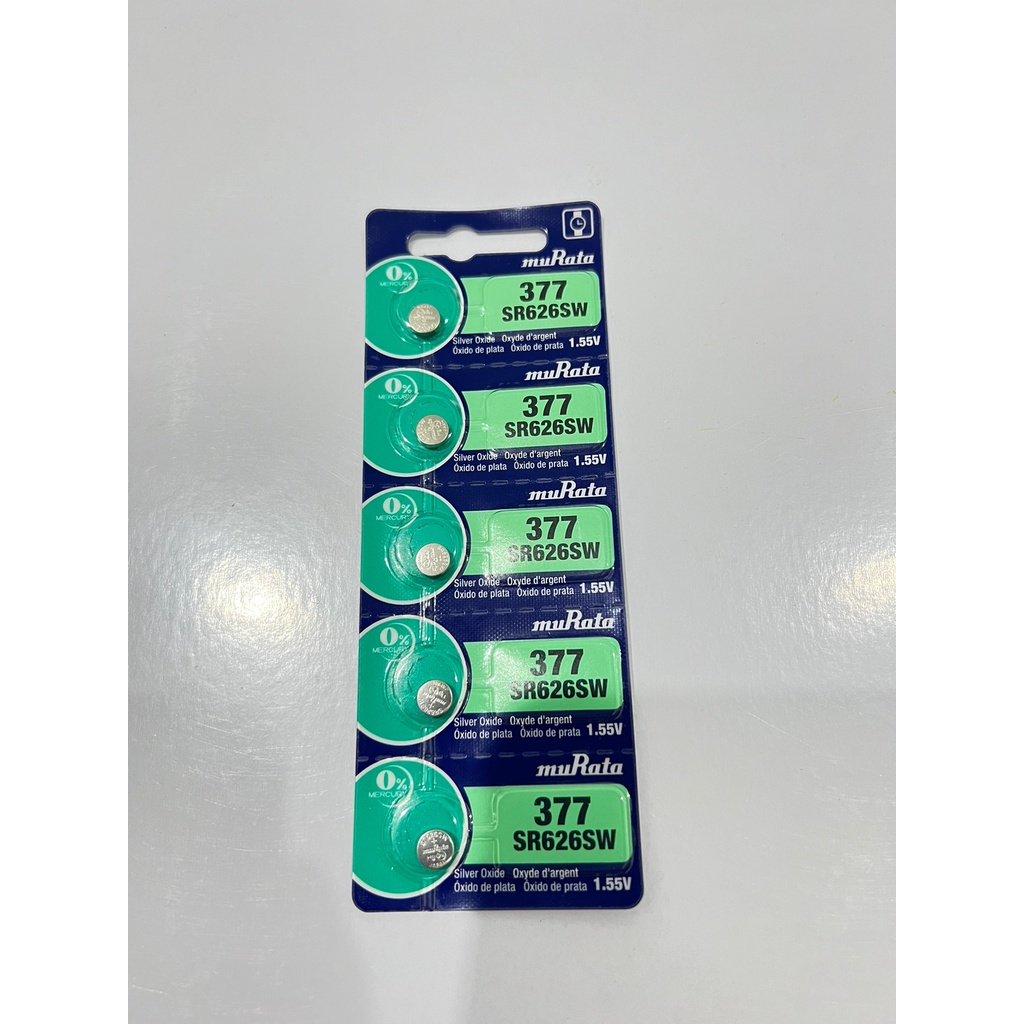 muRata
0%
MERCURY
377
SR626SW
Silver Oxide Oxyde d'argent
Óxido de plata Óxido de prata 1.55V
muRata
0%
MERCURY
377
SR626SW
Silver Oxide Oxyde d'argent
Óxido de plata Óxido de prata 1.55V
muRata
0%
MERCURY
377
SR626SW
Silver Oxide Oxyde d'argent
Óxido de plata Óxido de prata 1.55V
muRata
0%
MERCURY
377
SR626SW
Silver Oxide Oxyde d'argent
Óxido de plata Óxido de prata 1.55V
muRata
0%
MERCURY
377
SR626SW
Silver Oxide Oxyde d'argent
Óxido de plata Óxido de prata 1.55V